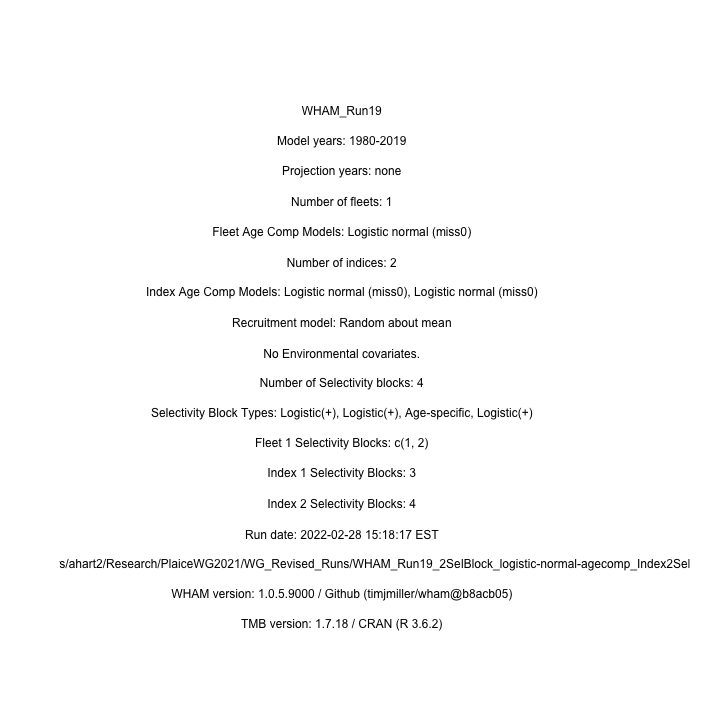 WHAM_Run19
Model years: 1980-2019
Projection years: none
Number of fleets: 1
Fleet Age Comp Models: Logistic normal (miss0)
Number of indices: 2
Index Age Comp Models: Logistic normal (miss0), Logistic normal (miss0)
Recruitment model: Random about mean
No Environmental covariates.
Number of Selectivity blocks: 4
Selectivity Block Types: Logistic(+), Logistic(+), Age-specific, Logistic(+)
Fleet 1 Selectivity Blocks: c(1, 2)
Index 1 Selectivity Blocks: 3
Index 2 Selectivity Blocks: 4
Run date: 2022-02-28 15:18:17 EST
s/ahart2/Research/PlaiceWG2021/WG_Revised_Runs/WHAM_Run19_2SelBlock_logistic-normal-agecomp_Index2Sel
WHAM version: 1.0.5.9000 / Github (timjmiller/wham@b8acb05)
TMB version: 1.7.18 / CRAN (R 3.6.2)